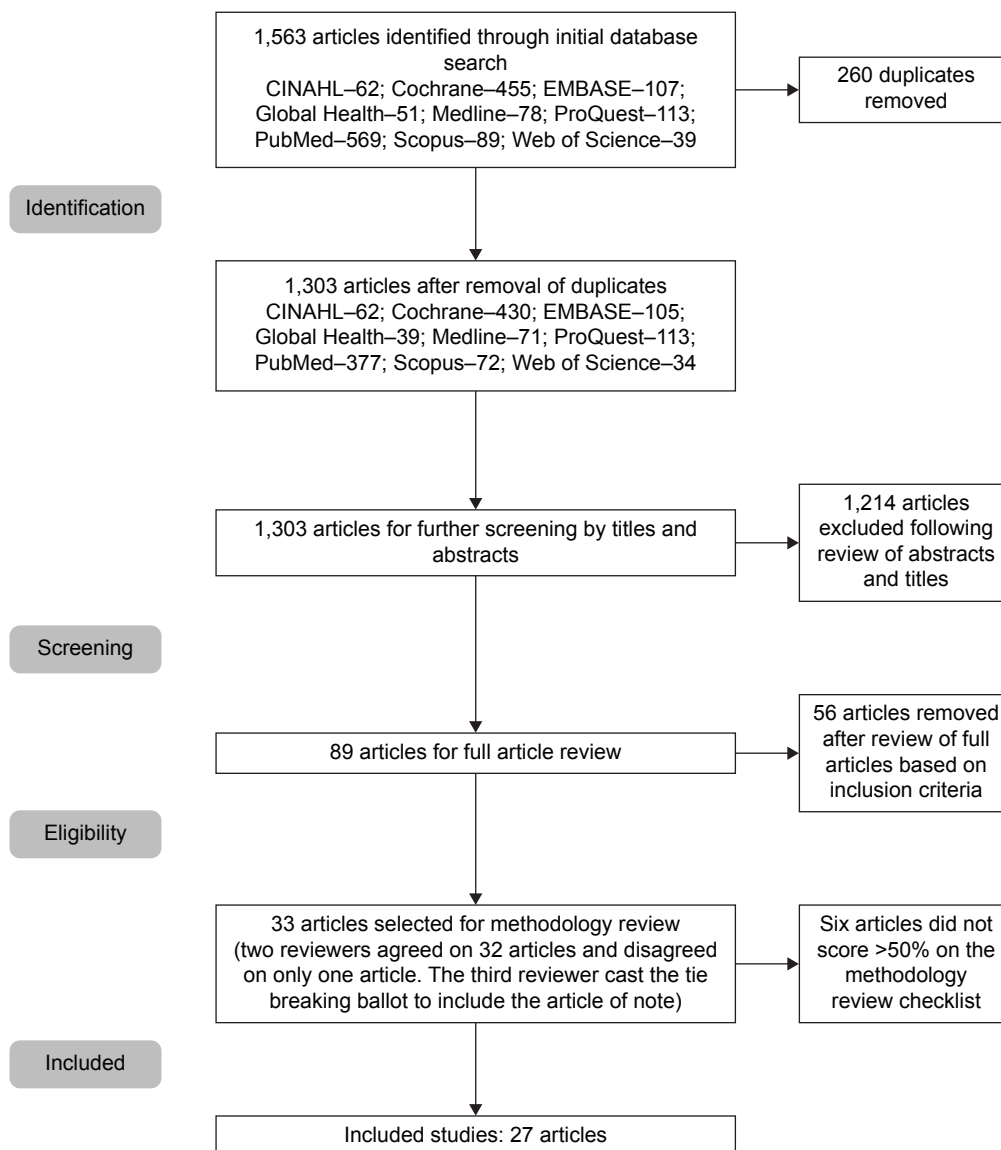 1,563 articles identified through initial database
search
CINAHL–62; Cochrane–455; EMBASE–107;
Global Health–51; Medline–78; ProQuest–113;
PubMed–569; Scopus–89; Web of Science–39
260 duplicates
removed
Identification
1,303 articles after removal of duplicates
CINAHL–62; Cochrane–430; EMBASE–105;
Global Health–39; Medline–71; ProQuest–113;
PubMed–377; Scopus–72; Web of Science–34
1,303 articles for further screening by titles and
abstracts
1,214 articles
excluded following
review of abstracts
and titles
Screening
89 articles for full article review
56 articles removed
after review of full
articles based on
inclusion criteria
Eligibility
33 articles selected for methodology review
(two reviewers agreed on 32 articles and disagreed
on only one article. The third reviewer cast the tie
breaking ballot to include the article of note)
Six articles did not
score >50% on the
methodology
review checklist
Included
Included studies: 27 articles